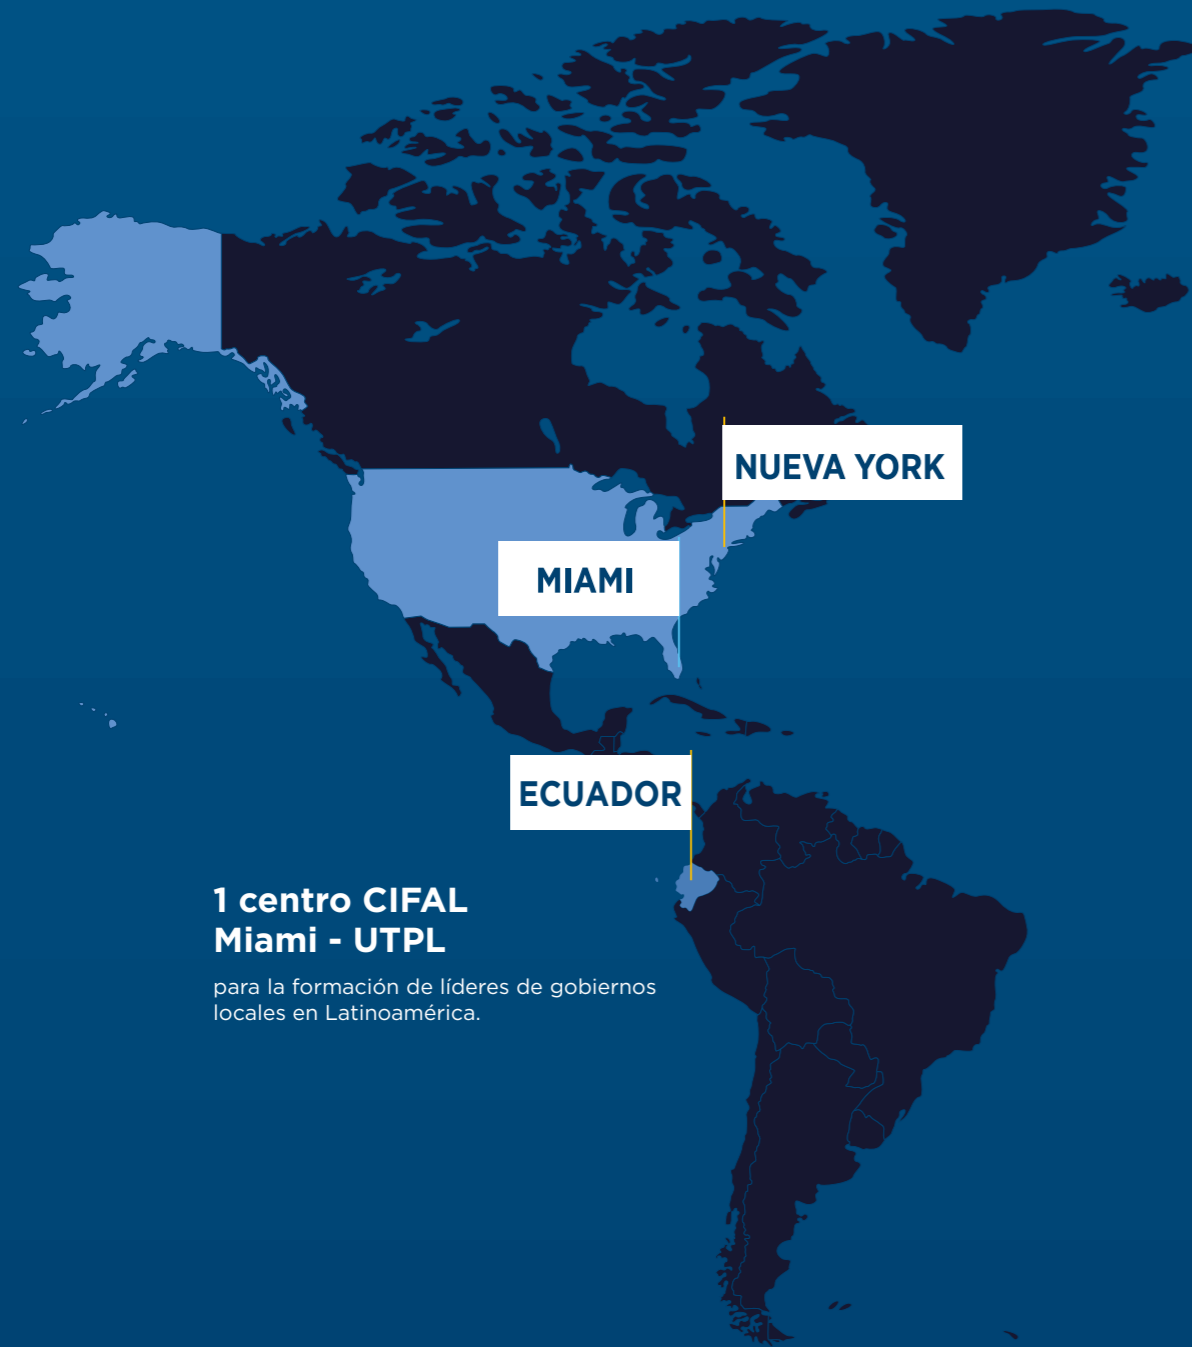 NUEVA YORK
MIAMI
ECUADOR
1 centro CIFAL
Miami - UTPL
para la formación de líderes de gobiernos
locales en Latinoamérica.